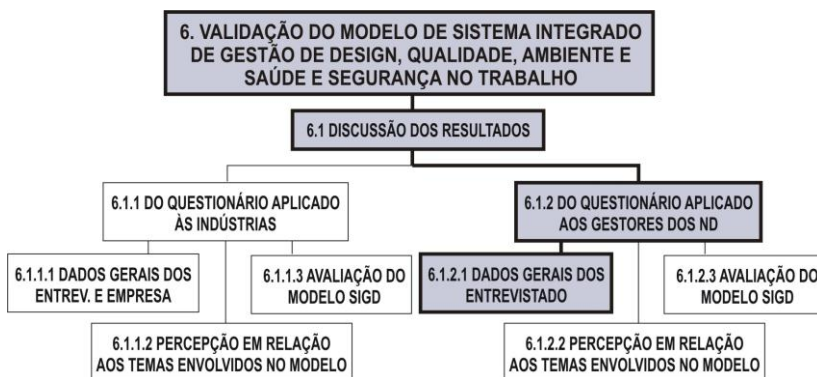 6. VALIDAÇÃO DO MODELO DE SISTEMA INTEGRADO
DE GESTÃO DE DESIGN, QUALIDADE, AMBIENTE E
SAÚDE E SEGURANÇA NO TRABALHO
6.1 DISCUSSÃO DOS RESULTADOS
6.1.1 DO QUESTIONÁRIO APLICADO
ÀS INDÚSTRIAS
6.1.2 DO QUESTIONÁRIO APLICADO
AOS GESTORES DOS ND
6.1.1.1 DADOS GERAIS DOS
ENTREV. E EMPRESA
6.1.1.3 AVALIAÇÃO DO
MODELO SIGD
6.1.2.1 DADOS GERAIS DOS
ENTREVISTADO
6.1.2.3 AVALIAÇÃO DO
MODELO SIGD
6.1.1.2 PERCEPÇÃO EM RELAÇÃO
AOS TEMAS ENVOLVIDOS NO MODELO
6.1.2.2 PERCEPÇÃO EM RELAÇÃO
AOS TEMAS ENVOLVIDOS NO MODELO